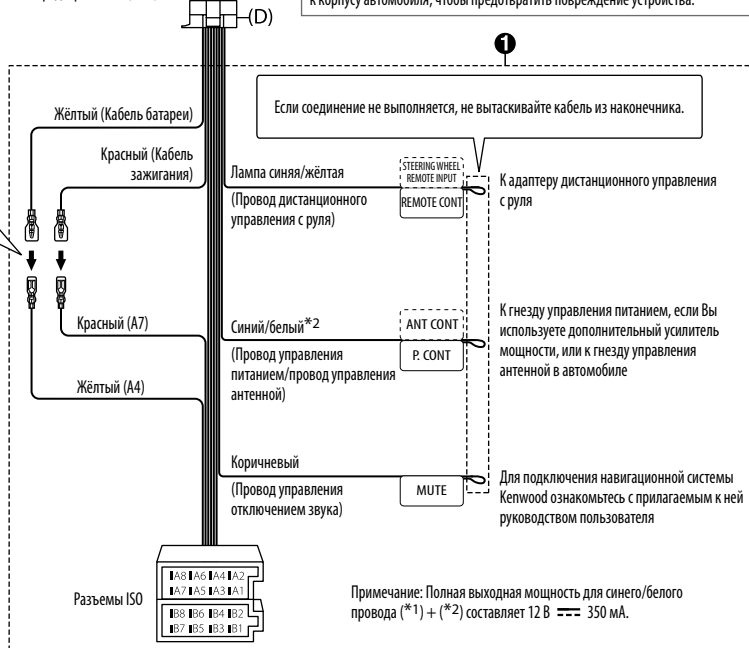 к корпусу автомобиля, чтобы предотвратить повреждение устройства.
(D)
1
Если соединение не выполняется, не вытаскивайте кабель из наконечника.
Жёлтый (Кабель батареи)
Красный (Кабель
зажигания)
Лампа синяя/жёлтая
(Провод дистанционного
управления с руля)
STEERING WHEEL
REMOTE INPUT
REMOTE CONT
К адаптеру дистанционного управления
с руля
Красный (A7)
Жёлтый (A4)
Синий/белый*2
(Провод управления
питанием/провод управления
антенной)
ANT CONT
P. CONT
К гнезду управления питанием, если Вы
используете дополнительный усилитель
мощности, или к гнезду управления
антенной в автомобиле
Коричневый
(Провод управления
отключением звука)
MUTE
Для подключения навигационной системы
Kenwood ознакомьтесь с прилагаемым к ней
руководством пользователя
Разъемы ISO
A8 A6 A4 A2
A7 A5 A3 A1
B8 B6 B4 B2
B7 B5 B3 B1
Примечание: Полная выходная мощность для синего/белого
провода (*1) + (*2) составляет 12 В ⎓ 350 мА.